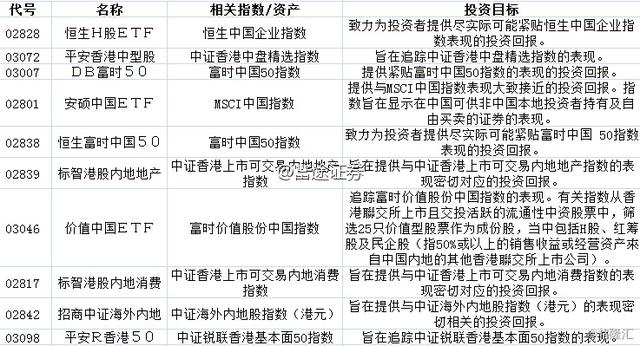 代号 名称 相关指数/资产 投资目标
02828 恒生H股ETF 恒生中国企业指数 致力为投资者提供尽实际可能紧贴恒生中国企业指数表现的投资回报。
03072 平安香港中型股 中证香港中盘精选指数 旨在追踪中证香港中盘精选指数的表现。
03007 DB富时50 富时中国50指数 提供紧贴富时中国50指数的表现的投资回报。
02801 安硕中国ETF MSCI中国指数 提供与MSCI中国指数表现大致接近的投资回报。指数旨在显示在中国可供非中国本地投资者持有及自由买卖的证券的表现。
02838 恒生富时中国50 富时中国50指数 致力为投资者提供尽实际可能紧贴富时中国 50指数表现的投资回报。
02839 标智港股内地地产 中证香港上市可交易内地地产指数 旨在提供与中证香港上市可交易内地地产指数的表现密切对应的投资回报。
03046 价值中国ETF 富时价值股份中国指数 追踪富时价值股份中国指数的表现。有关指数从香港联交所上市且交投活跃的流通性中资股票中，筛选25只价值型股票作为成份股，当中包括H股、红筹股及民企股（指50%或以上的销售收益或经营资产来自中国内地的其他香港联交所上市公司）。
02817 标智港股内地消费 中证香港上市可交易内地消费指数 旨在提供与中证香港上市可交易内地消费指数的表现密切对应的投资回报。
02842 招商中证海外内地 中证海外内地股指数（港元） 旨在提供与中证海外内地股指数（港元）的表现密切相关的投资回报。
03098 平安R香港50 中证锐联香港基本面50指数 旨在追踪中证锐联香港基本面50指数的表现。
@智途证券